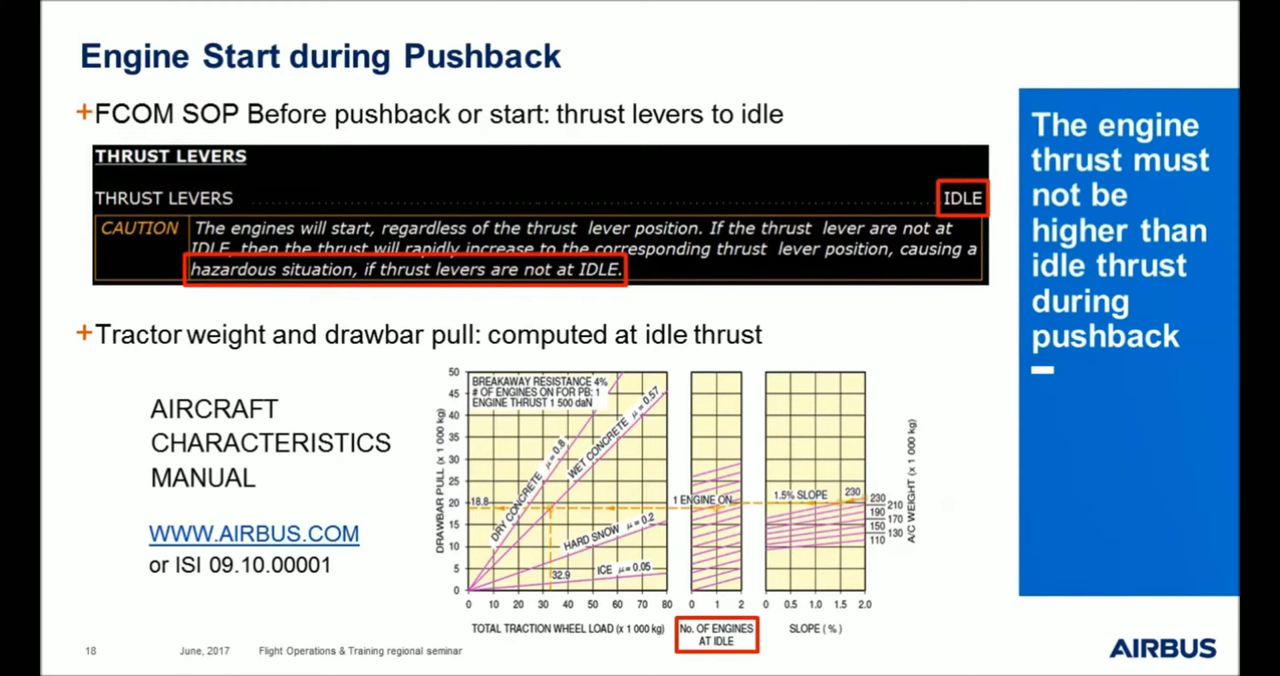 Engine Start during Pushback
+FCOM SOP Before pushback or start: thrust levers to idle
THRUST LEVERS
THRUST LEVERS ........................................ IDLE
CAUTION
The engines will start, regardless of the thrust lever position. If the thrust lever are not at
IDLE, then the thrust will rapidly increase to the corresponding thrust lever position, causing a
hazardous situation, if thrust levers are not at IDLE.
+Tractor weight and drawbar pull: computed at idle thrust
AIRCRAFT
CHARACTERISTICS
MANUAL
WWW.AIRBUS.COM
or ISI 09.10.00001
DRAWBAR PULL (x 1 000 kg)
50
45
40
35
30
25
20
15
10
5
0
BREAKAWAY RESISTANCE 4%
# OF ENGINES ON FOR PB: 1
ENGINE THRUST 1 500 daN
DRY CONCRETE μ = 0.8
WET CONCRETE μ = 0.57
HARD SNOW μ = 0.2
ICE μ = 0.05
18.8
32.9
0 10 20 30 40 50 60 70 80
TOTAL TRACTION WHEEL LOAD (x 1 000 kg)
1 ENGINE ON
0 1 2
No. OF ENGINES
AT IDLE
1.5% SLOPE
230
0 0.5 1.0 1.5 2.0
SLOPE ( % )
230
210
190
170
150
130
110
A/C WEIGHT (x 1 000 kg)
The engine
thrust must
not be
higher than
idle thrust
during
pushback
18 June, 2017 Flight Operations & Training regional seminar
AIRBUS